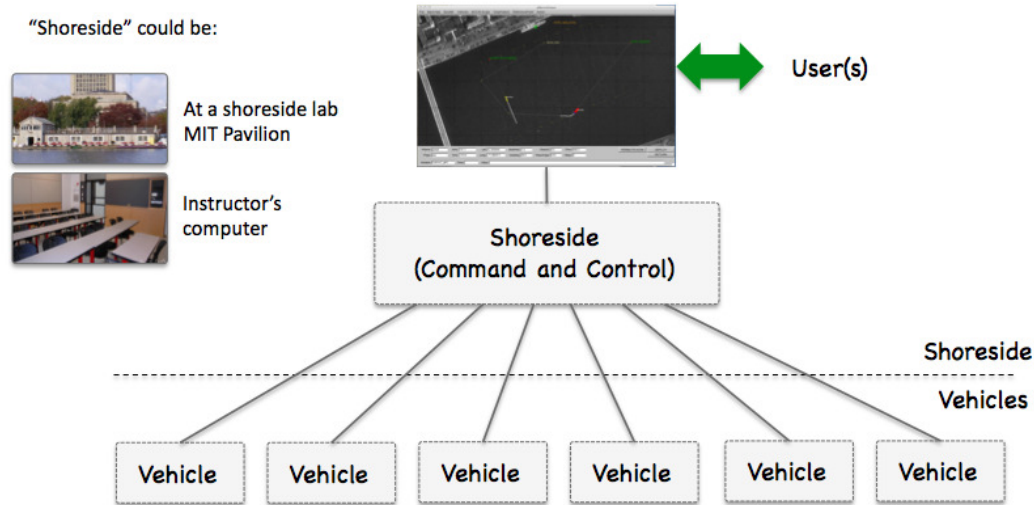 “Shoreside” could be:
At a shoreside lab
MIT Pavilion
Instructor’s
computer
User(s)
Shoreside
(Command and Control)
Shoreside
Vehicles
Vehicle
Vehicle
Vehicle
Vehicle
Vehicle
Vehicle